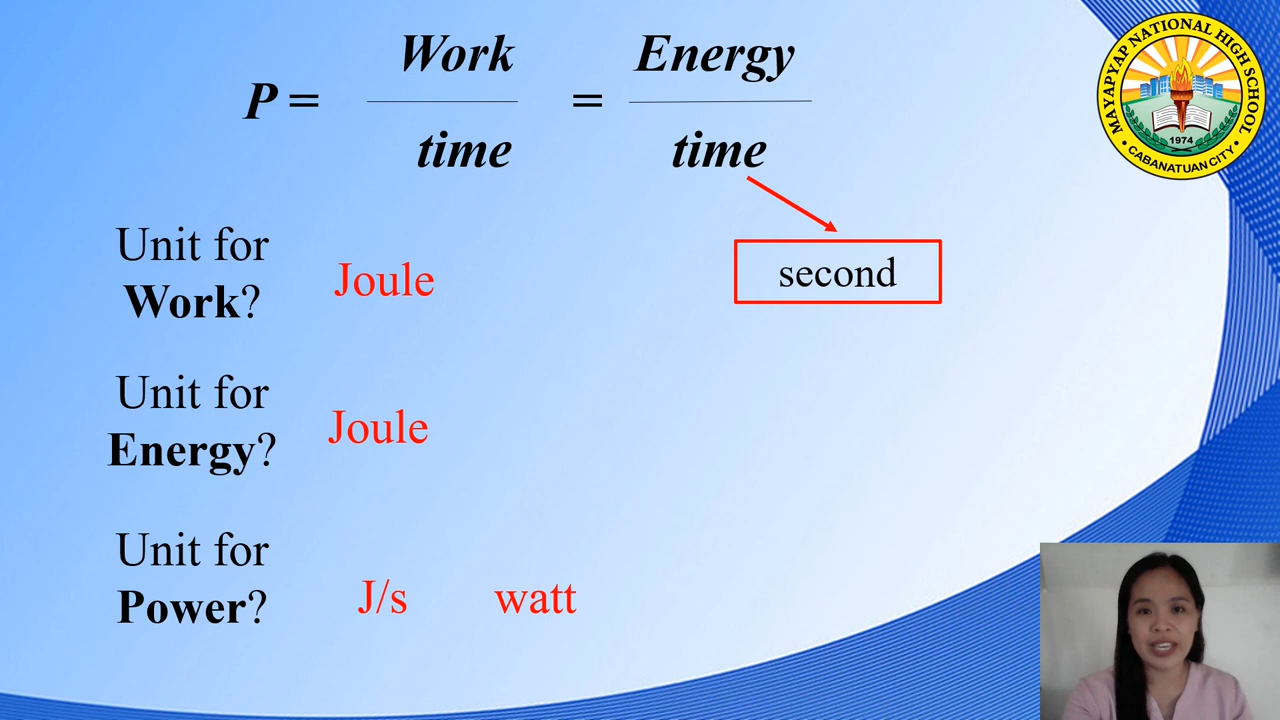 P = Work / time = Energy / time
second
Unit for
Work?
Joule
Unit for
Energy?
Joule
Unit for
Power?
J/s watt
MAYAPYAP NATIONAL HIGH SCHOOL
1974
• CABANATUAN CITY •